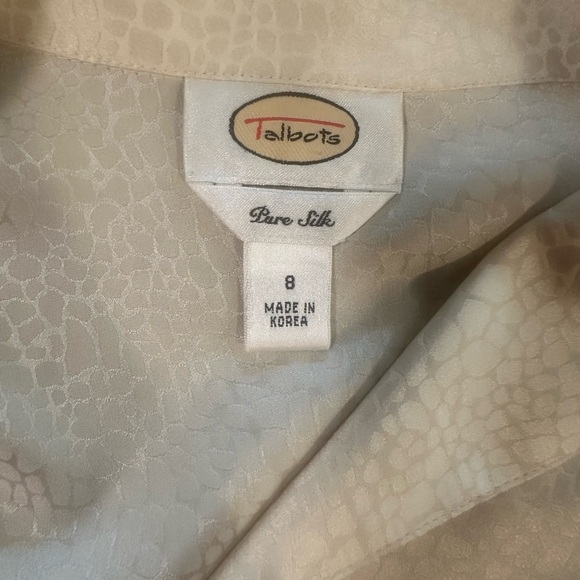 Talbots
Pure Silk
8
MADE IN
KOREA